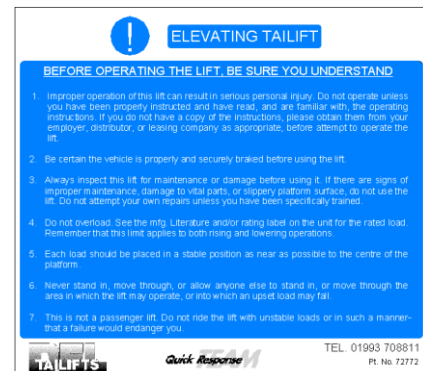 !
ELEVATING TAILIFT
BEFORE OPERATING THE LIFT, BE SURE YOU UNDERSTAND
1. Improper operation of this lift can result in serious personal injury. Do not operate unless
you have been properly instructed and have read, and are familiar with, the operating
instructions. If you do not have a copy of the instructions, please obtain them from your
employer, distributor, or leasing company as appropriate, before attempt to operate the
lift.
2. Be certain the vehicle is properly and securely braked before using the lift.
3. Always inspect this lift for maintenance or damage before using it. If there are signs of
improper maintenance, damage to vital parts, or slippery platform surface, do not use the
lift. Do not attempt your own repairs unless you have been specifically trained.
4. Do not overload. See the mfg. Literature and/or rating label on the unit for the rated load.
Remember that this limit applies to both rising and lowering operations.
5. Each load should be placed in a stable position as near as possible to the centre of the
platform.
6. Never stand in, move through, or allow anyone else to stand in, or move through the
area in which the lift may operate, or into which an upset load may fall.
7. This is not a passenger lift. Do not ride the lift with unstable loads or in such a manner-
that a failure would endanger you.
TAILIFTS
Quick Response TEAM
TEL. 01993 708811
Pt. No. 72772